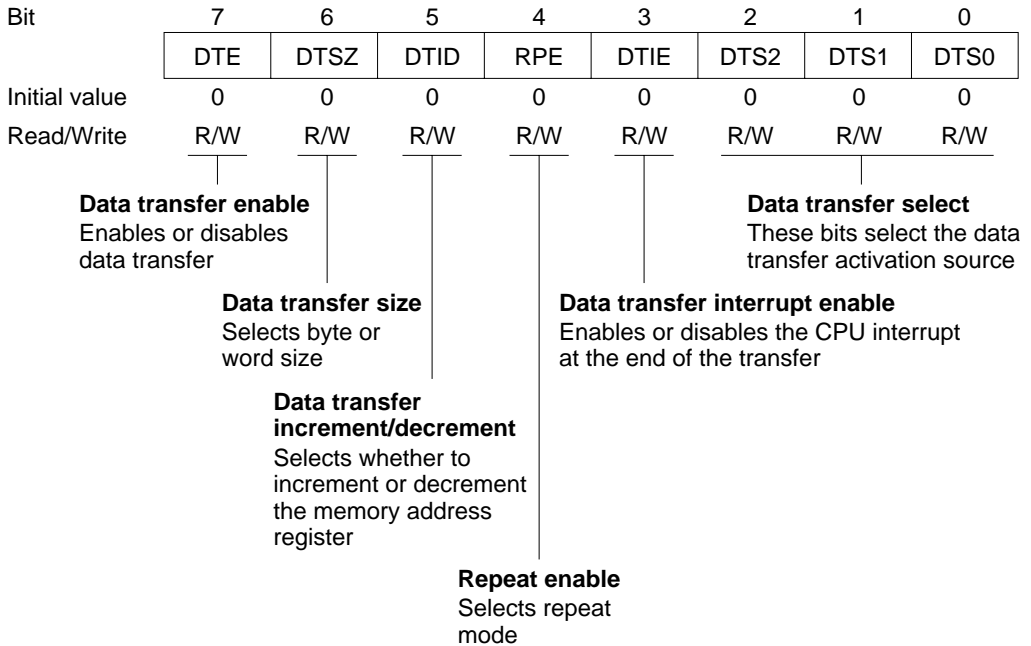 Bit 7 6 5 4 3 2 1 0
DTE DTSZ DTID RPE DTIE DTS2 DTS1 DTS0
Initial value 0 0 0 0 0 0 0 0
Read/Write R/W R/W R/W R/W R/W R/W R/W R/W
Data transfer enable
Enables or disables
data transfer
Data transfer select
These bits select the data
transfer activation source
Data transfer size
Selects byte or
word size
Data transfer interrupt enable
Enables or disables the CPU interrupt
at the end of the transfer
Data transfer
increment/decrement
Selects whether to
increment or decrement
the memory address
register
Repeat enable
Selects repeat
mode